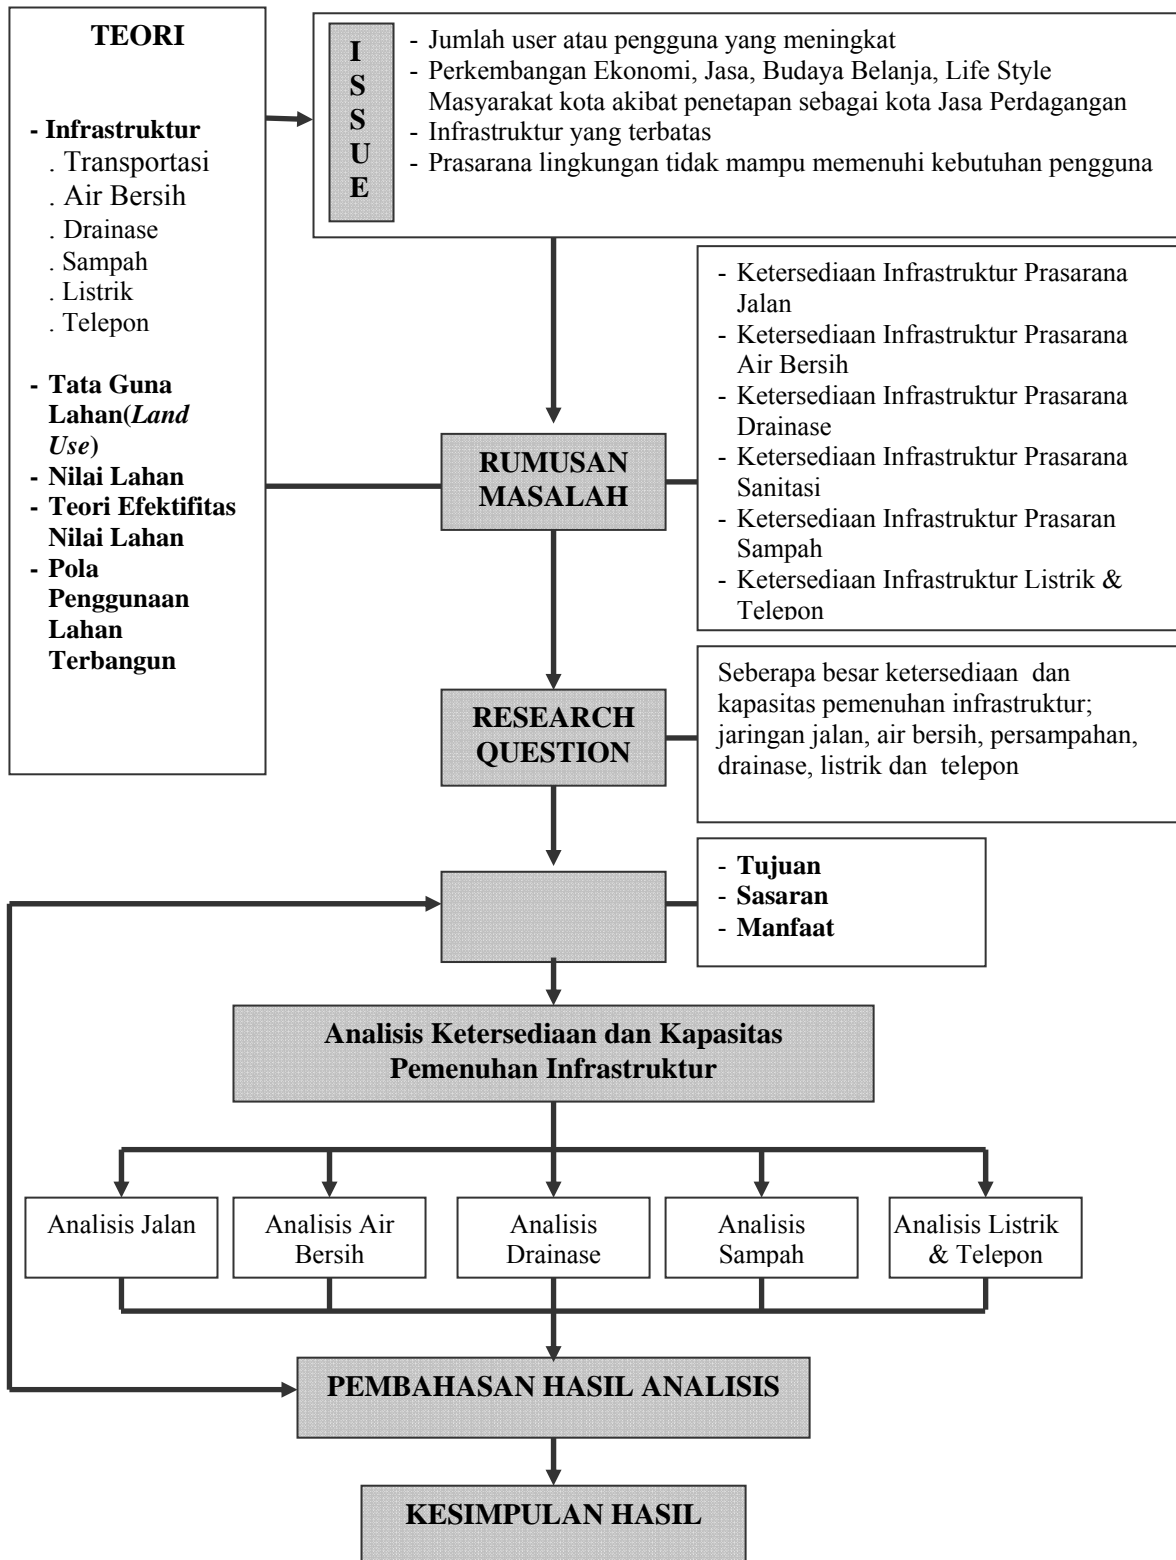 TEORI
- Infrastruktur
. Transportasi
. Air Bersih
. Drainase
. Sampah
. Listrik
. Telepon
- Tata Guna
Lahan(Land
Use)
- Nilai Lahan
- Teori Efektifitas
Nilai Lahan
- Pola
Penggunaan
Lahan
Terbangun
I
S
S
U
E
- Jumlah user atau pengguna yang meningkat
- Perkembangan Ekonomi, Jasa, Budaya Belanja, Life Style
Masyarakat kota akibat penetapan sebagai kota Jasa Perdagangan
- Infrastruktur yang terbatas
- Prasarana lingkungan tidak mampu memenuhi kebutuhan pengguna
RUMUSAN
MASALAH
- Ketersediaan Infrastruktur Prasarana
Jalan
- Ketersediaan Infrastruktur Prasarana
Air Bersih
- Ketersediaan Infrastruktur Prasarana
Drainase
- Ketersediaan Infrastruktur Prasarana
Sanitasi
- Ketersediaan Infrastruktur Prasaran
Sampah
- Ketersediaan Infrastruktur Listrik &
Telepon
RESEARCH
QUESTION
Seberapa besar ketersediaan dan
kapasitas pemenuhan infrastruktur;
jaringan jalan, air bersih, persampahan,
drainase, listrik dan telepon
- Tujuan
- Sasaran
- Manfaat
Analisis Ketersediaan dan Kapasitas
Pemenuhan Infrastruktur
Analisis Jalan
Analisis Air
Bersih
Analisis
Drainase
Analisis
Sampah
Analisis Listrik
& Telepon
PEMBAHASAN HASIL ANALISIS
KESIMPULAN HASIL